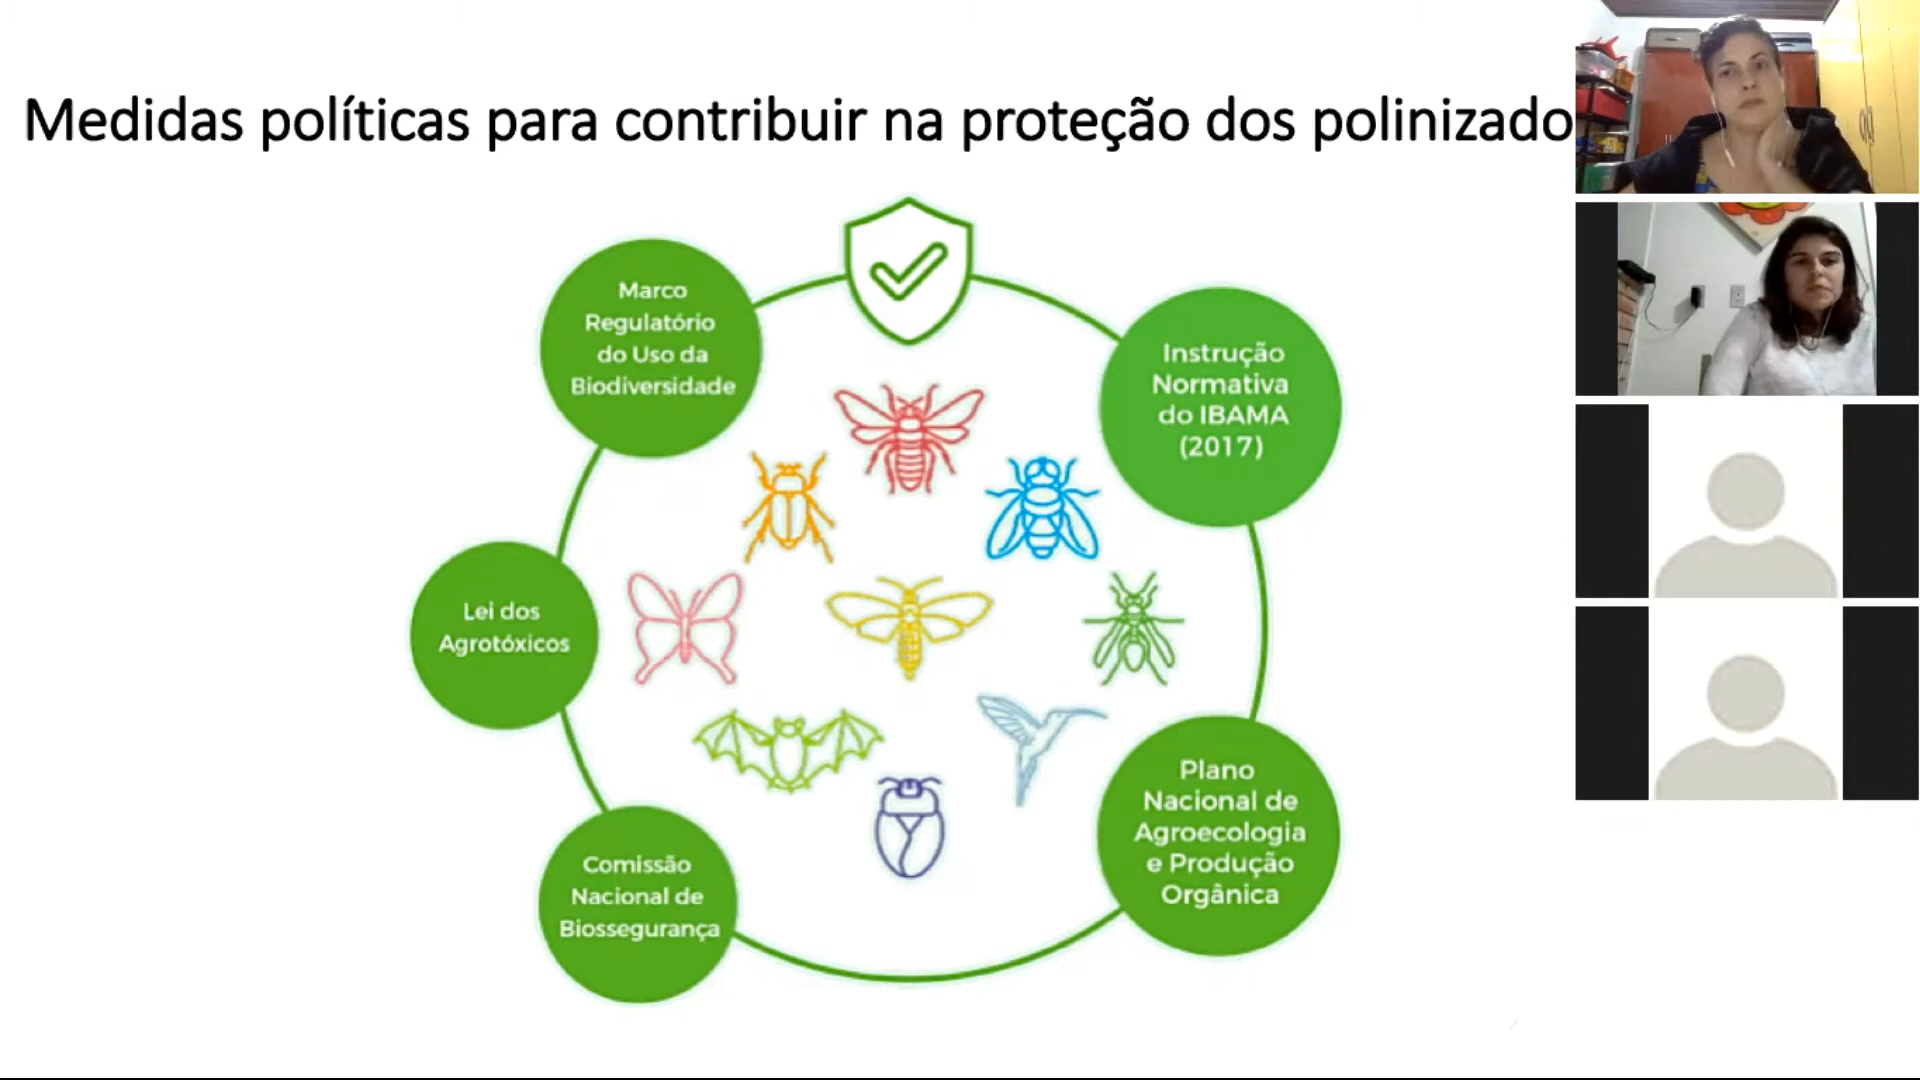 Medidas políticas para contribuir na proteção dos polinizado
Marco
Regulatório
do Uso da
Biodiversidade
Instrução
Normativa
do IBAMA
(2017)
Lei dos
Agrotóxicos
Plano
Nacional de
Agroecologia
e Produção
Orgânica
Comissão
Nacional de
Biossegurança